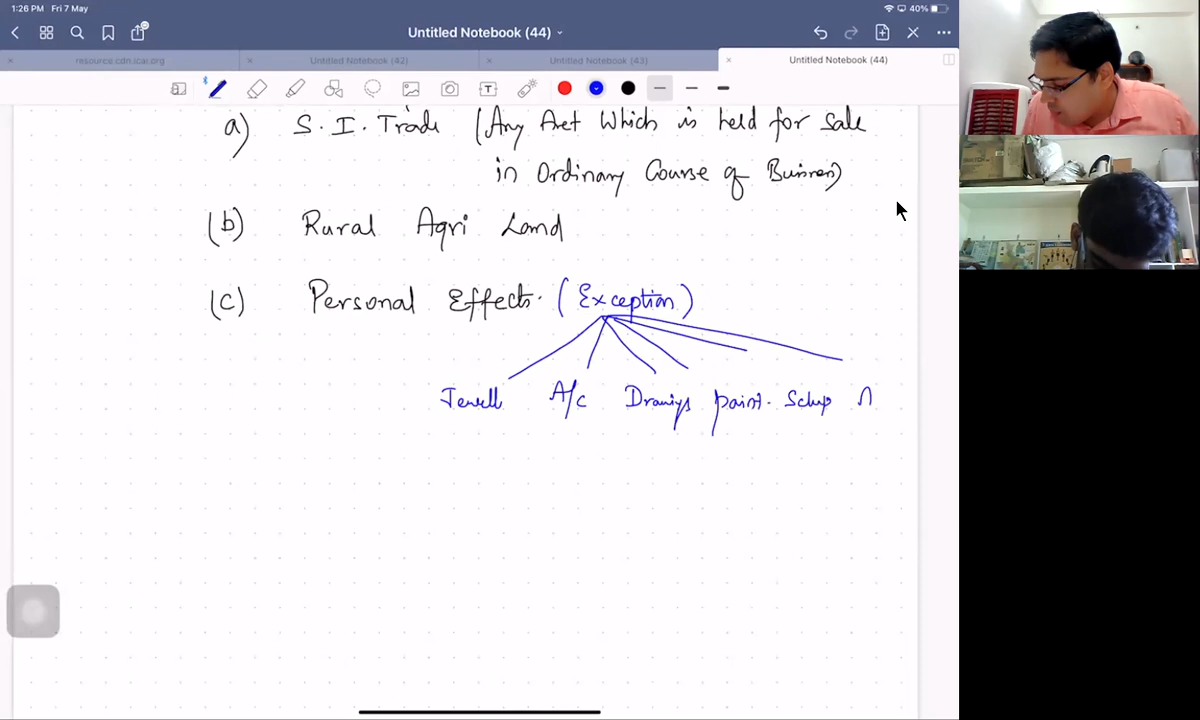 1:26 PM Fri 7 May
40%
Untitled Notebook (44)
resource.cdn.icai.org
Untitled Notebook (42)
Untitled Notebook (43)
Untitled Notebook (44)
a) S. I. Trade (Any Aet Which is held for Sale
in Ordinary Course of Business)
(b) Rural Agri Land
(c) Personal Effects. (Exception)
Jewell A/c Drawigs paint. Sclup